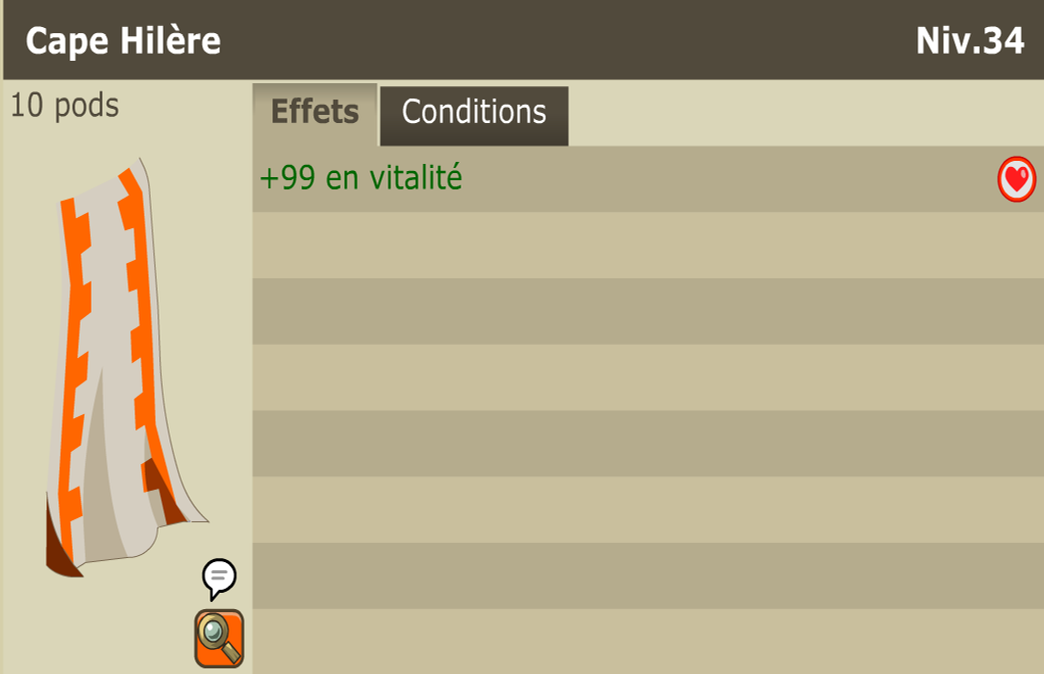 Cape Hilère
Niv.34
10 pods
Effets
Conditions
+99 en vitalité